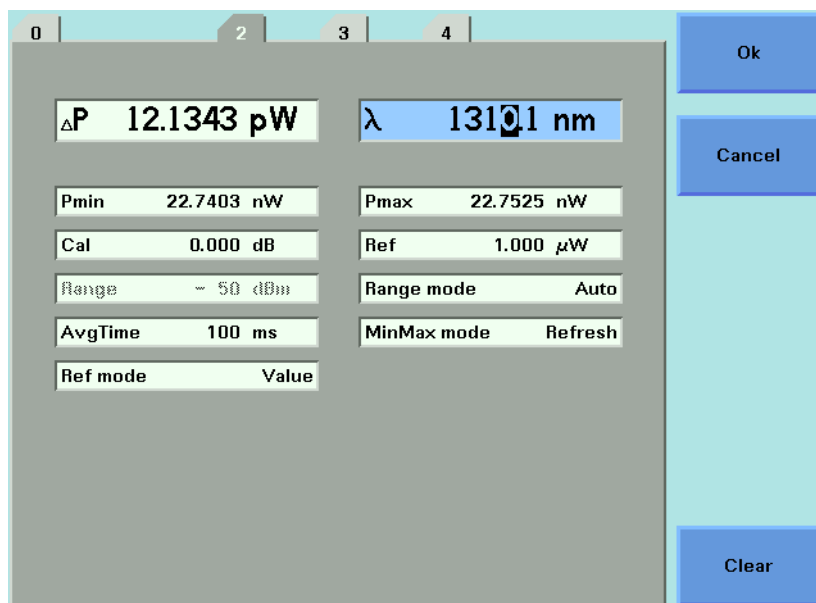 0 2 3 4
Ok
△P 12.1343 pW
λ 1310.1 nm
Cancel
Pmin 22.7403 nW
Pmax 22.7525 nW
Cal 0.000 dB
Ref 1.000 µW
Range - 50 dBm
Range mode Auto
AvgTime 100 ms
MinMax mode Refresh
Ref mode Value
Clear